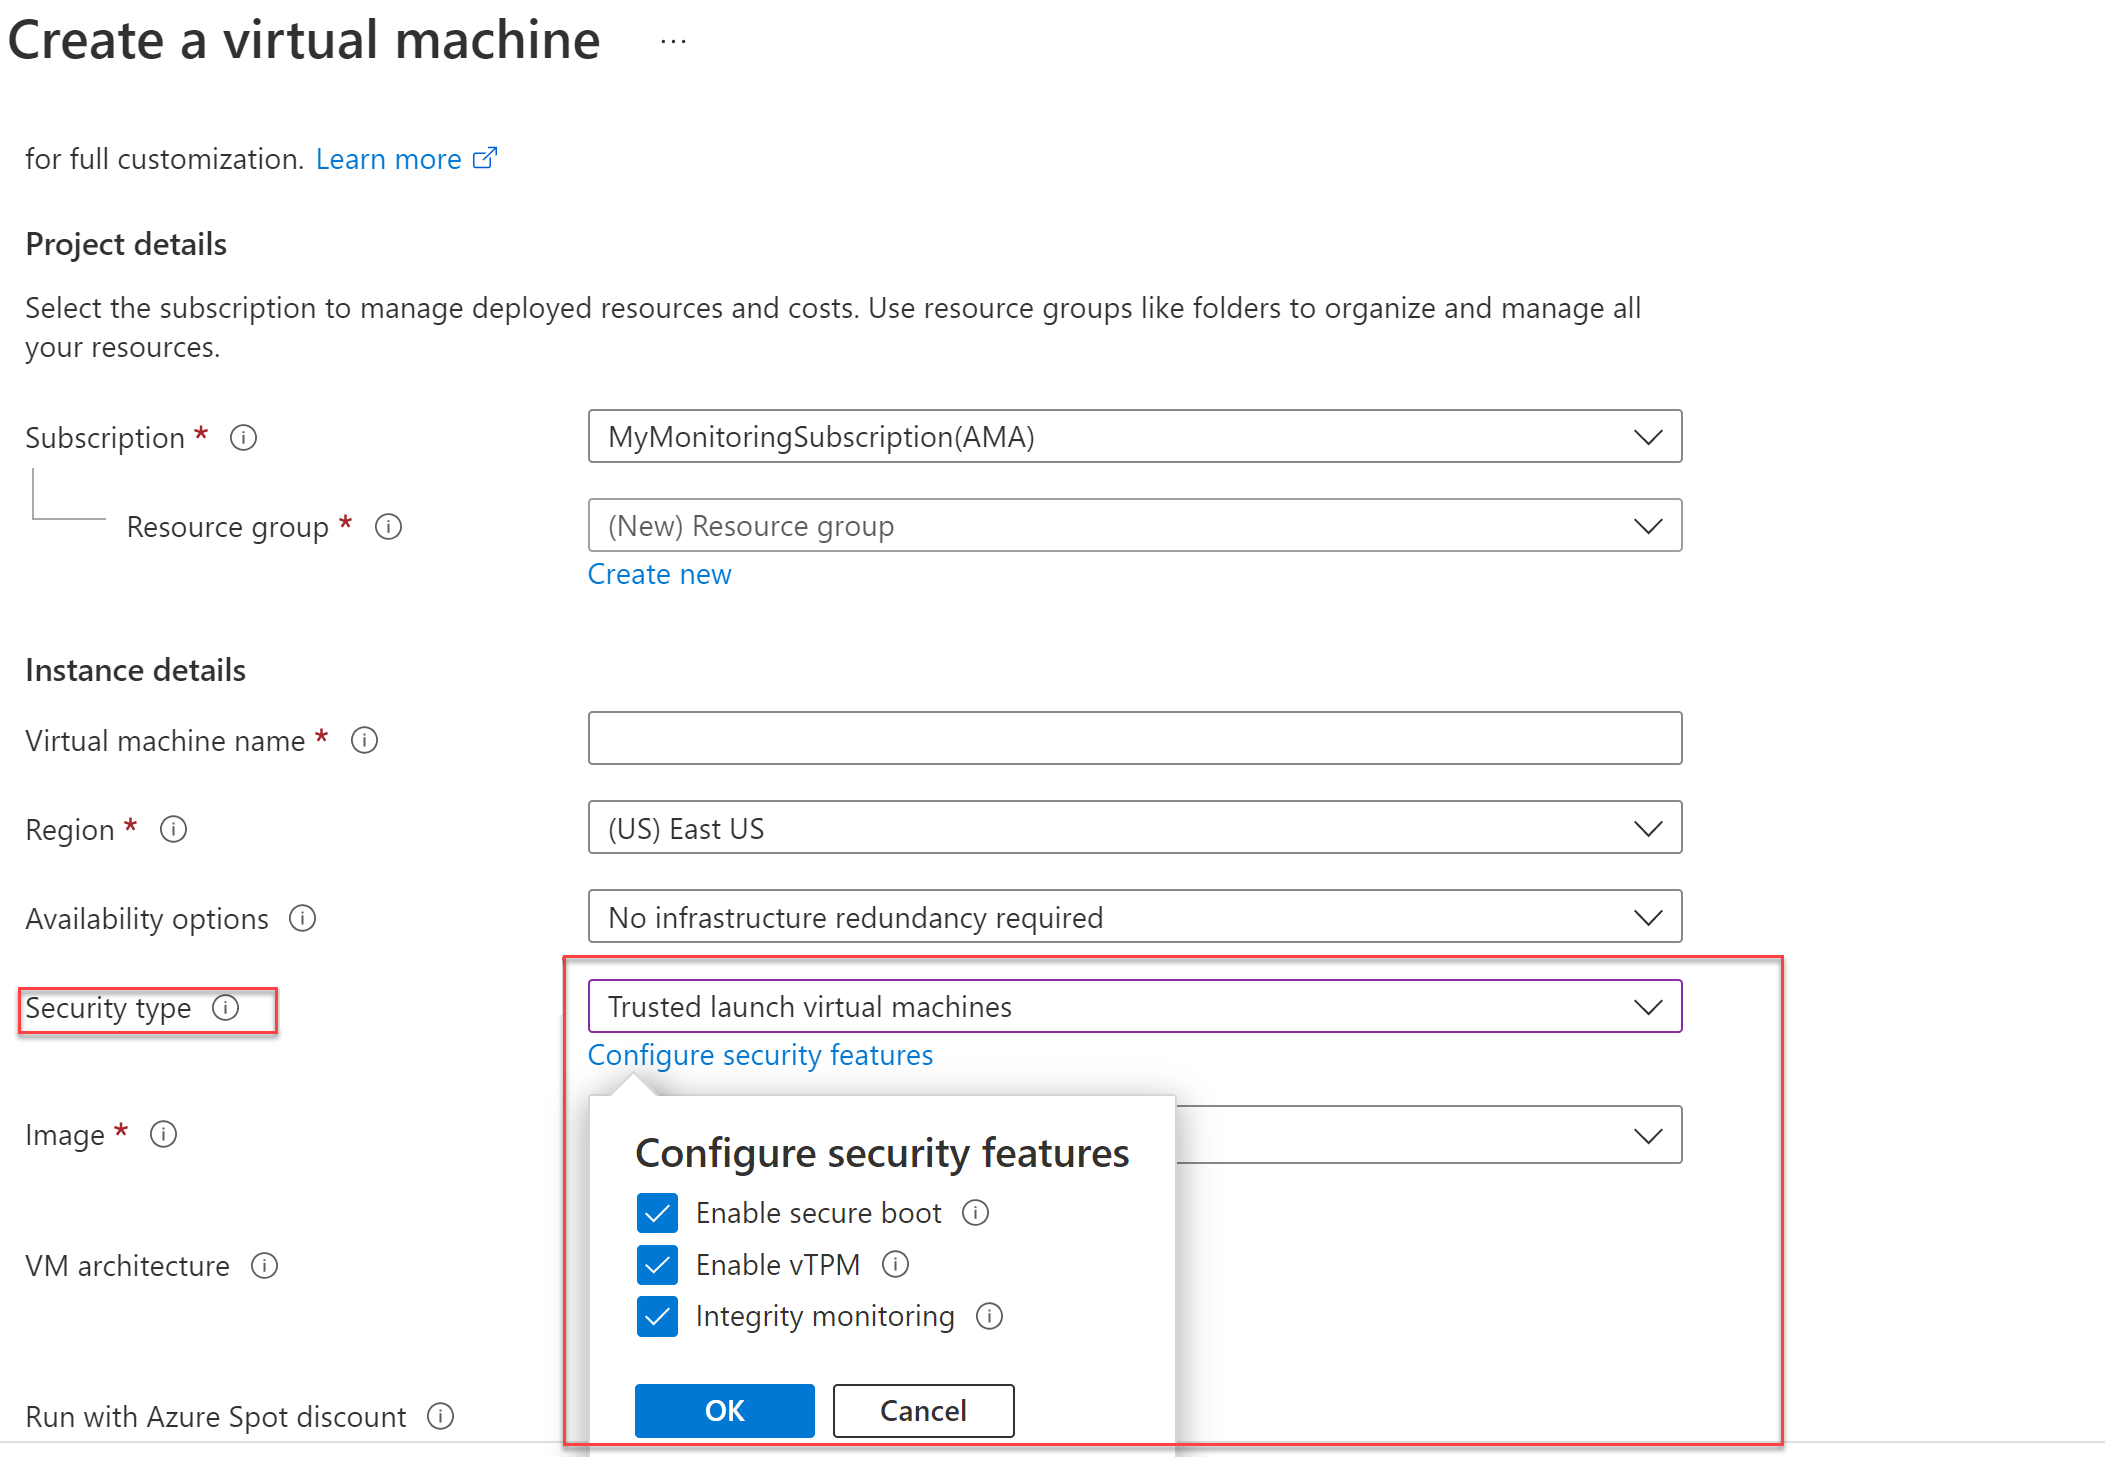 Create a virtual machine ...
for full customization. Learn more
Project details
Select the subscription to manage deployed resources and costs. Use resource groups like folders to organize and manage all
your resources.
Subscription *
MyMonitoringSubscription(AMA)
Resource group *
(New) Resource group
Create new
Instance details
Virtual machine name *
Region *
(US) East US
Availability options
No infrastructure redundancy required
Security type
Trusted launch virtual machines
Configure security features
Image *
Configure security features
Enable secure boot
VM architecture
Enable vTPM
Integrity monitoring
Run with Azure Spot discount
OK
Cancel